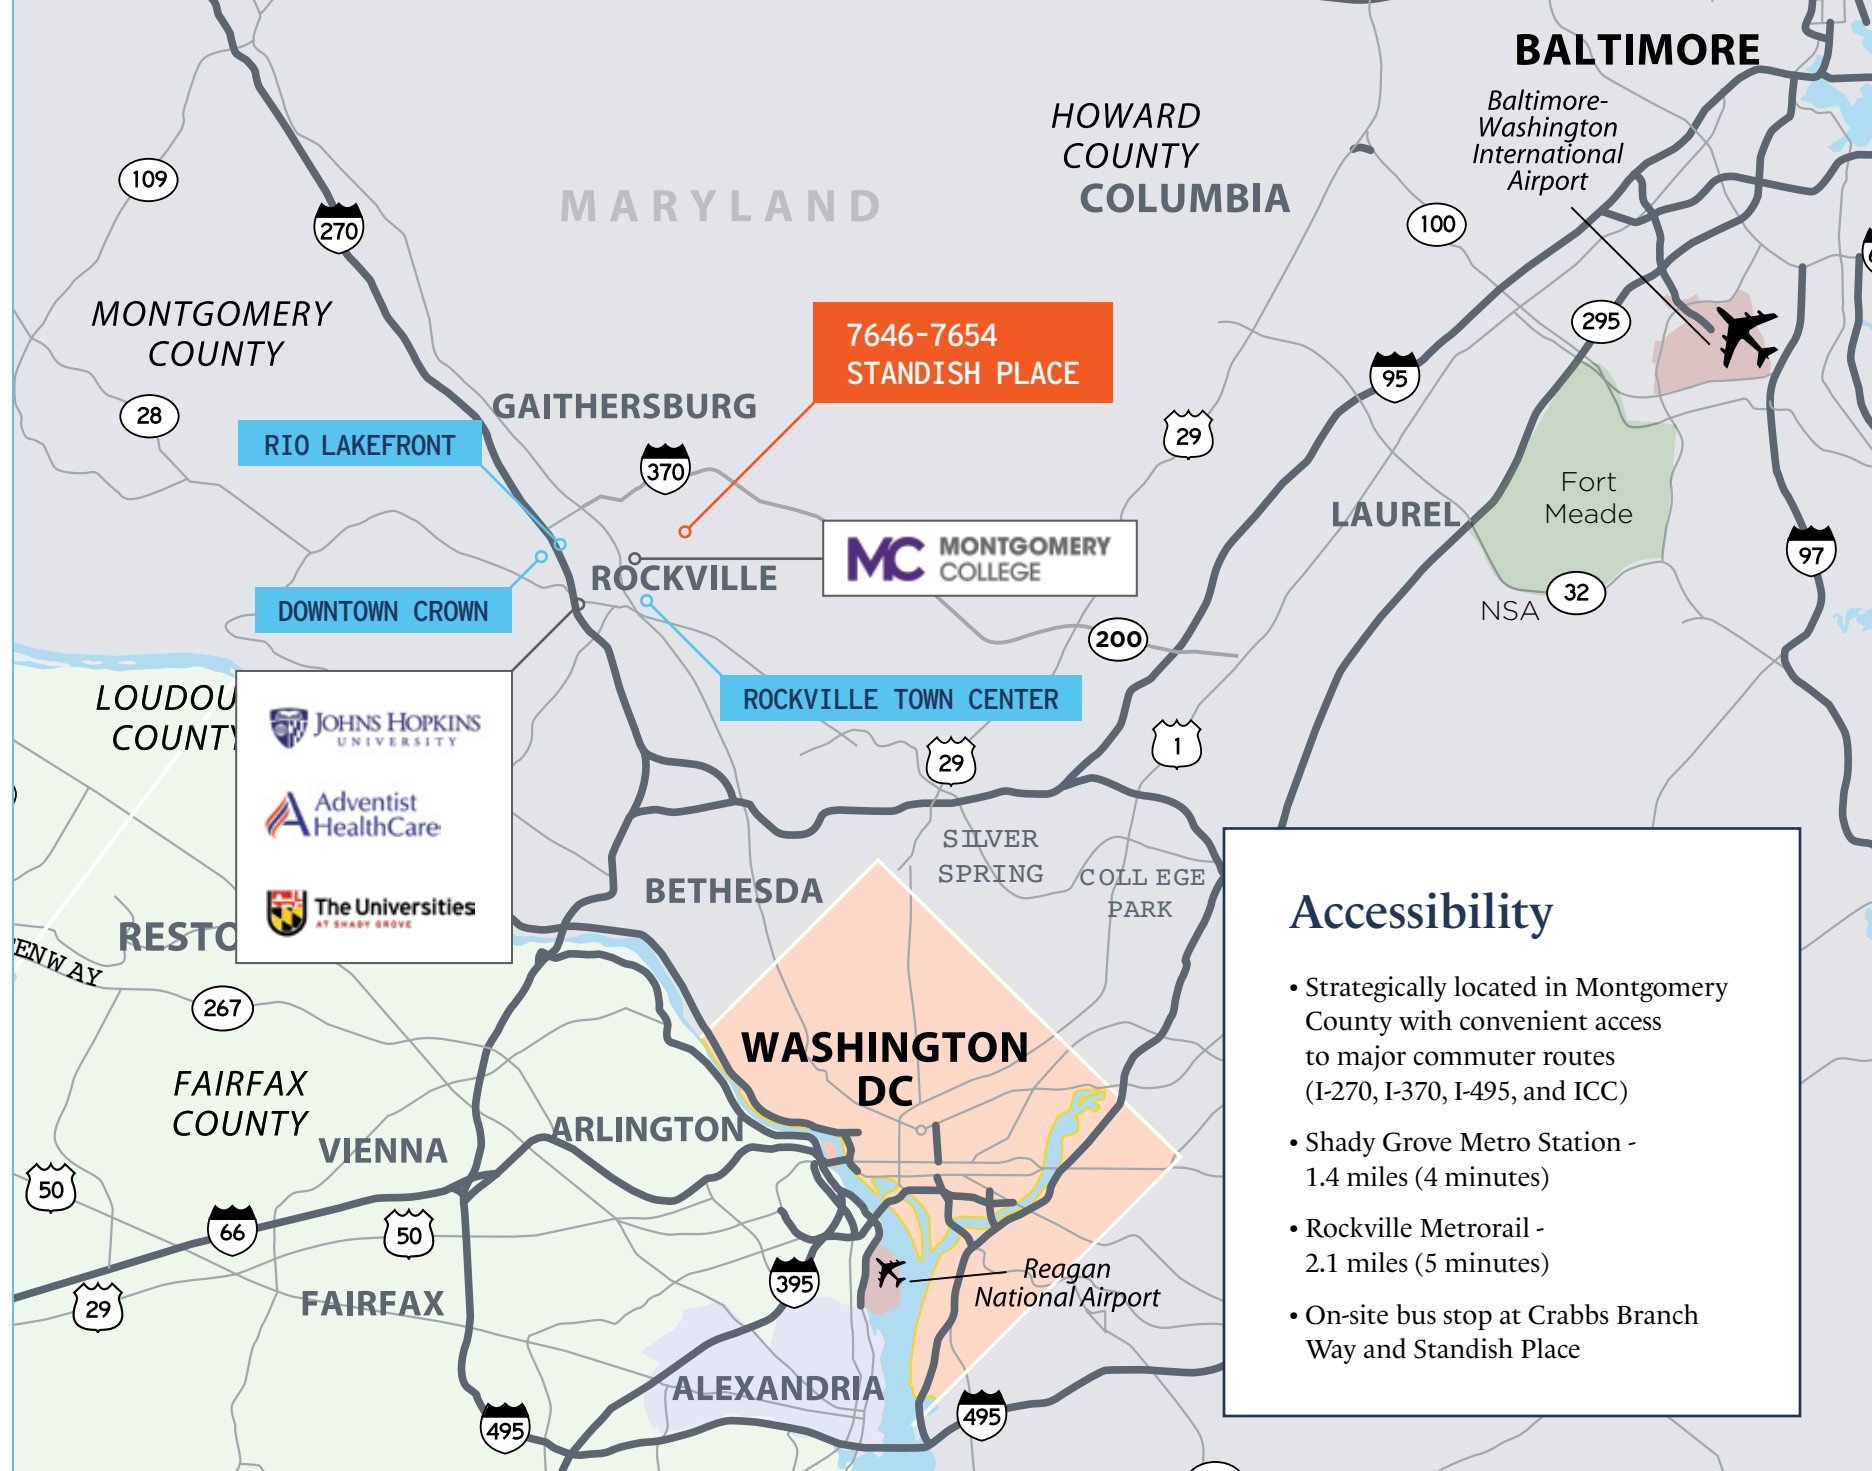 BALTIMORE
Baltimore-
Washington
International
Airport
HOWARD
COUNTY
COLUMBIA
MARYLAND
109
270
100
MONTGOMERY
COUNTY
295
7646-7654
STANDISH PLACE
95
28
GAITHERSBURG
29
RIO LAKEFRONT
370
Fort
Meade
LAUREL
MC MONTGOMERY
COLLEGE
97
ROCKVILLE
32
NSA
DOWNTOWN CROWN
200
ROCKVILLE TOWN CENTER
LOUDOU
COUNTY
JOHNS HOPKINS
UNIVERSITY
1
29
Adventist
HealthCare
SILVER
SPRING
COLLEGE
PARK
BETHESDA
The Universities
AT SHADY GROVE
RESTO
ENWAY
267
WASHINGTON
DC
FAIRFAX
COUNTY
ARLINGTON
VIENNA
50
66
50
395
Reagan
National Airport
29
FAIRFAX
ALEXANDRIA
495
495
Accessibility
• Strategically located in Montgomery
County with convenient access
to major commuter routes
(I-270, I-370, I-495, and ICC)
• Shady Grove Metro Station -
1.4 miles (4 minutes)
• Rockville Metrorail -
2.1 miles (5 minutes)
• On-site bus stop at Crabbs Branch
Way and Standish Place